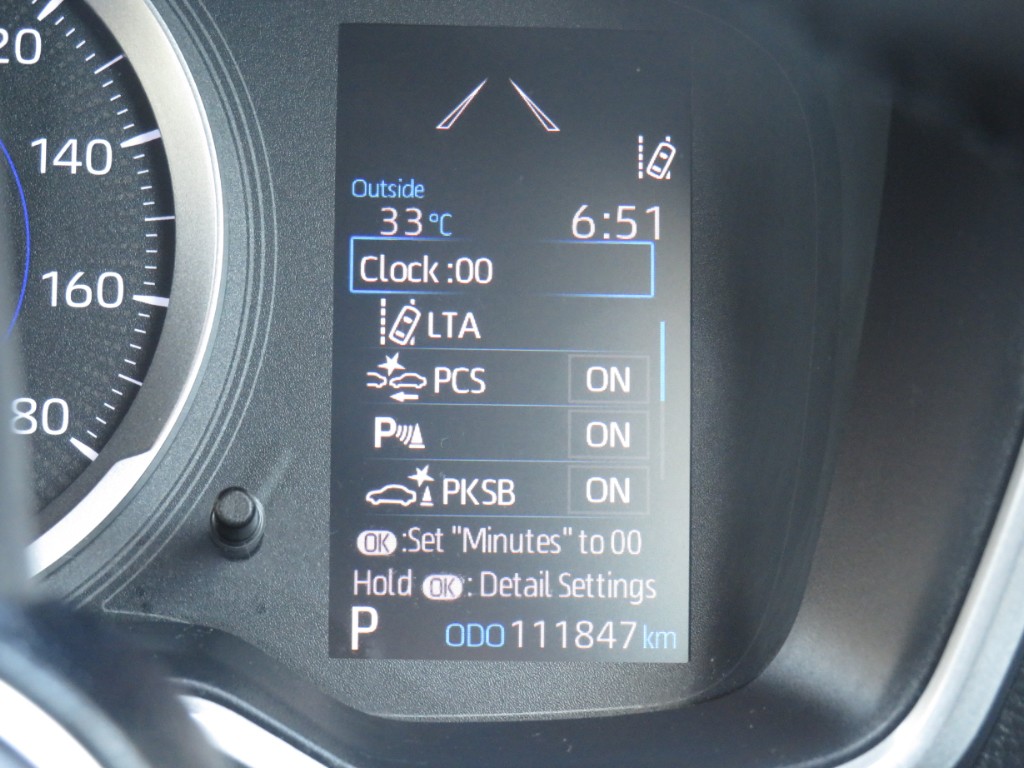 20
140
160
80
Outside
33°C 6:51
Clock :00
LTA
PCS ON
P ON
PKSB ON
OK :Set "Minutes" to 00
Hold OK : Detail Settings
P ODO 111847 km